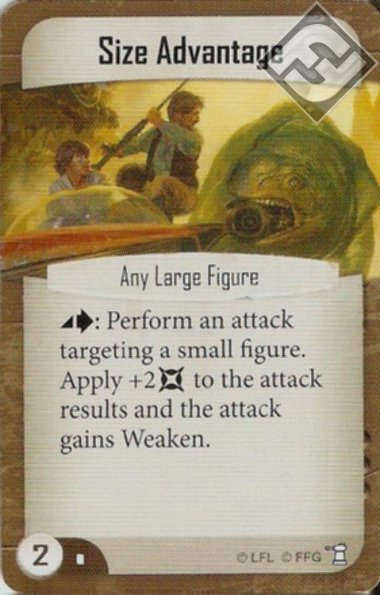 Size Advantage
Any Large Figure
: Perform an attack
targeting a small figure.
Apply +2 to the attack
results and the attack
gains Weaken.
2
© LFL © FFG